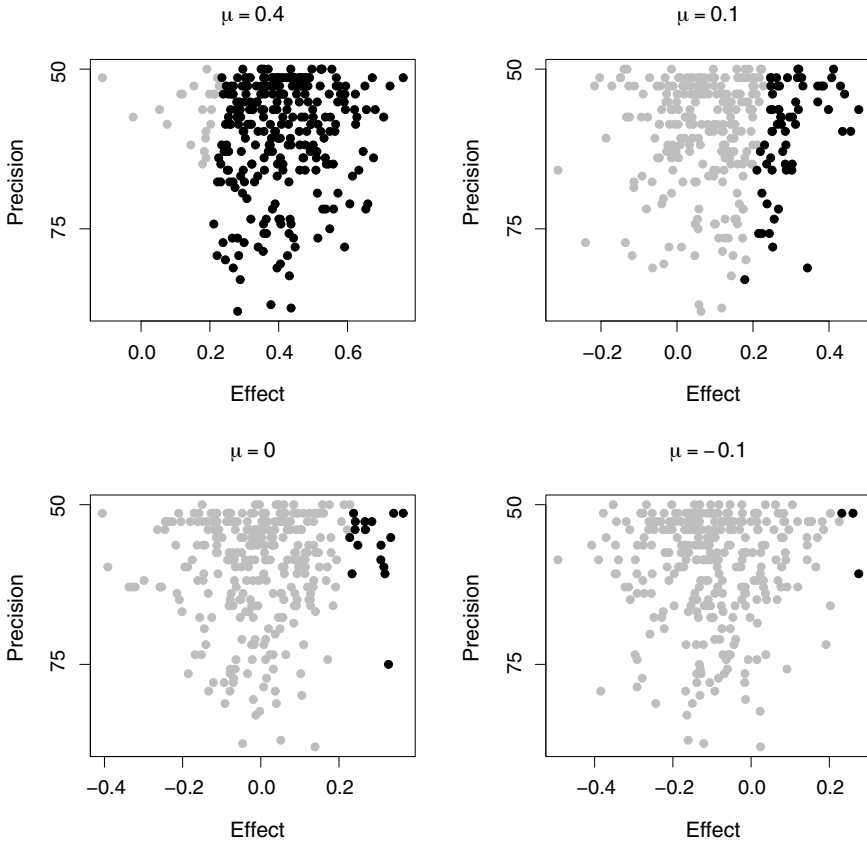 μ = 0.4
50
75
Precision
0.0 0.2 0.4 0.6
Effect
μ = 0.1
50
75
Precision
−0.2 0.0 0.2 0.4
Effect
μ = 0
50
75
Precision
−0.4 −0.2 0.0 0.2
Effect
μ = −0.1
50
75
Precision
−0.4 −0.2 0.0 0.2
Effect